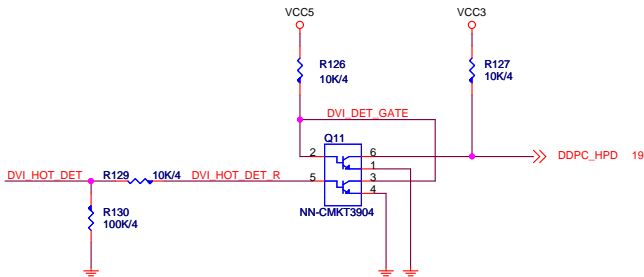 VCC5
VCC3
R126
10K/4
R127
10K/4
DVI_DET_GATE
Q11
2
6
1
DDPC_HPD 19
DVI_HOT_DET
R129
10K/4
DVI_HOT_DET_R
5
3
4
R130
100K/4
NN-CMKT3904